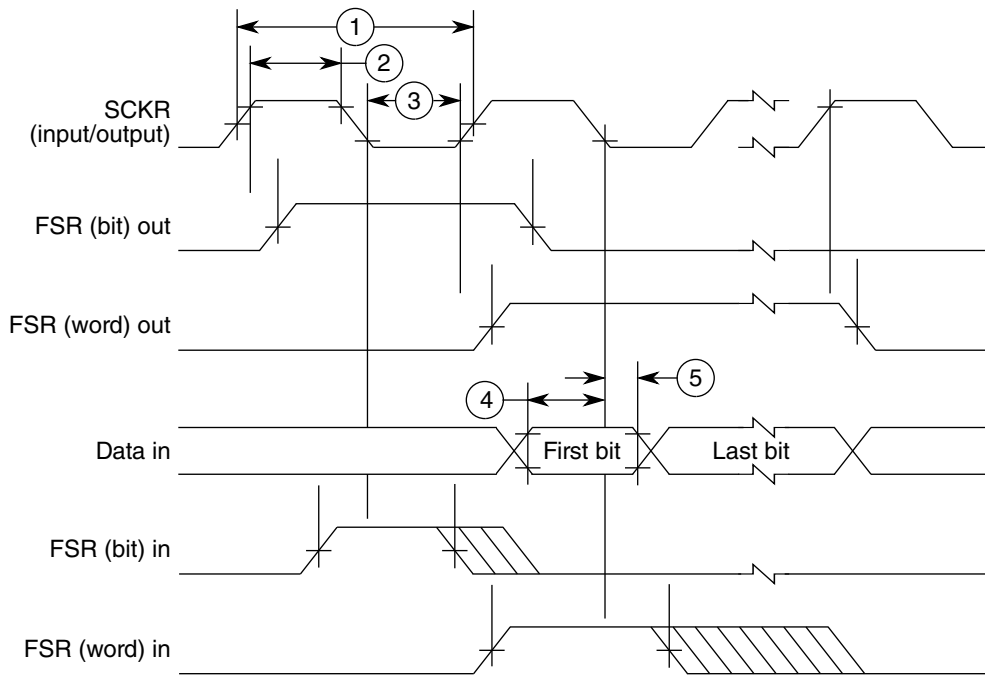 1
2
3
SCKR
(input/output)
FSR (bit) out
FSR (word) out
4
5
Data in
First bit
Last bit
FSR (bit) in
FSR (word) in